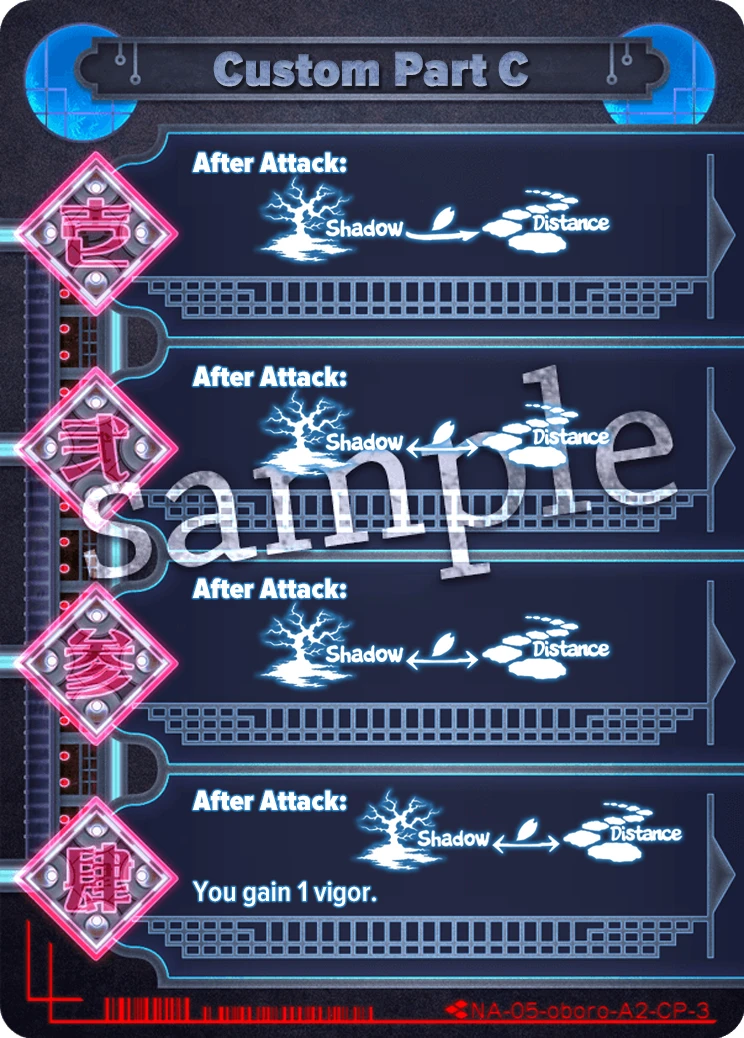 Custom Part C
壱
After Attack:
Shadow Distance
弐
After Attack:
Shadow Distance
sample
参
After Attack:
Shadow Distance
肆
After Attack:
Shadow Distance
You gain 1 vigor.
NA-05-oboro-A2-CP-3